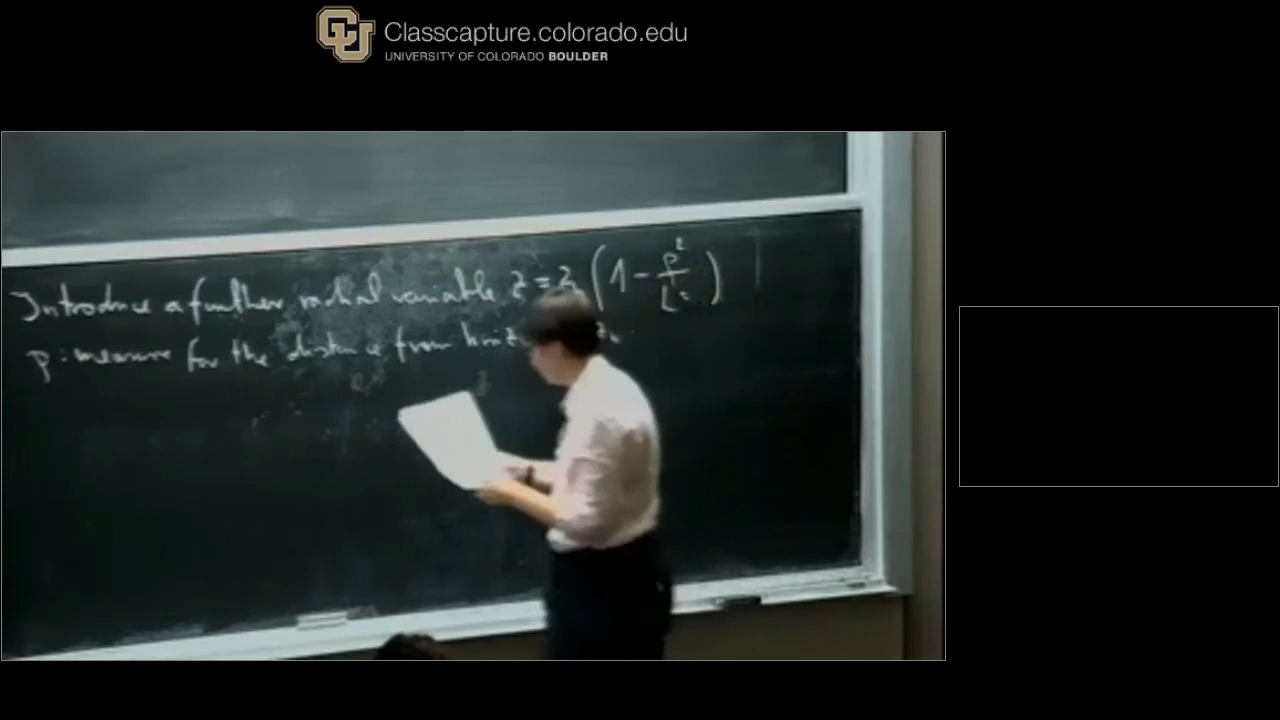 Classcapture.colorado.edu
UNIVERSITY OF COLORADO BOULDER
Introduce a further radial variable z = z (1 - ρ²/L²)
ρ: measure for the distance from